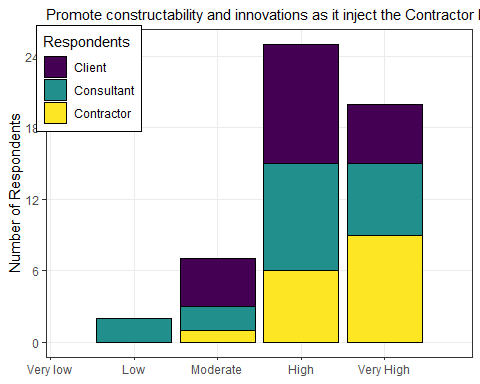 Promote constructability and innovations as it inject the Contractor
Respondents
Client
Consultant
Contractor
Number of Respondents
24
18
12
6
0
Very low
Low
Moderate
High
Very High